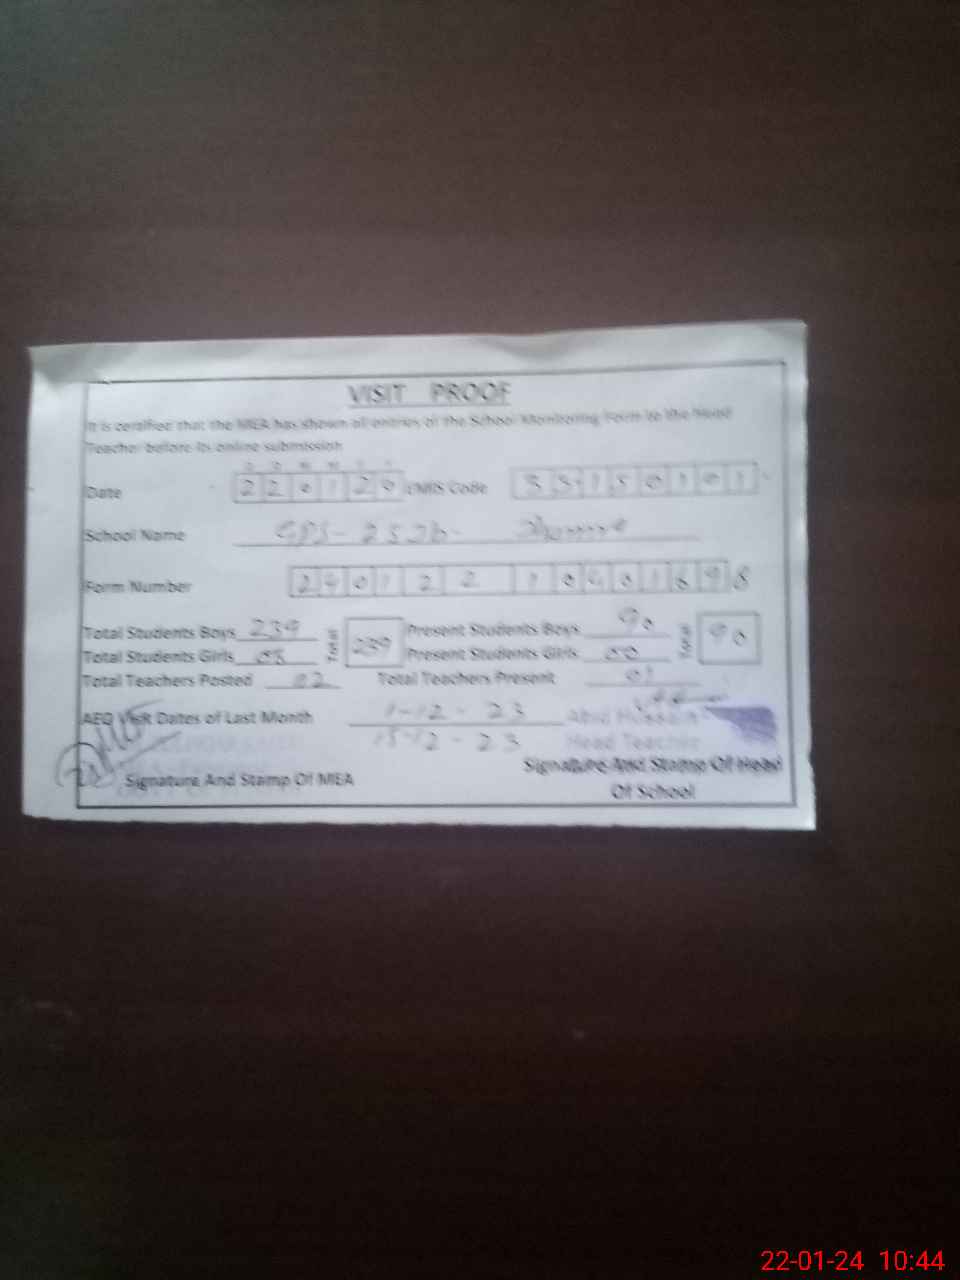 VISIT PROOF
It is certified that the MEA has shown all entries of the School Monitoring Form to the Head
Teacher before its online submission
D D M M Y Y
Date 2 2 0 1 2 EMIS Code 3 3 1 5 0 1 0 1
School Name GPS-
Form Number 2 4 0 1 2 2 1 0 4 0 1 6 9 8
Total Students Boys 239 Total 239 Present Students Boys 90 Total 90
Total Students Girls Present Students Girls 00
Total Teachers Posted 02 Total Teachers Present 01
AEO Visit Dates of Last Month 1-12-23 Abid Hussain
15-12-23 Head Teacher
Signature And Stamp Of MEA Signature And Stamp Of Head
Of School
22-01-24 10:44